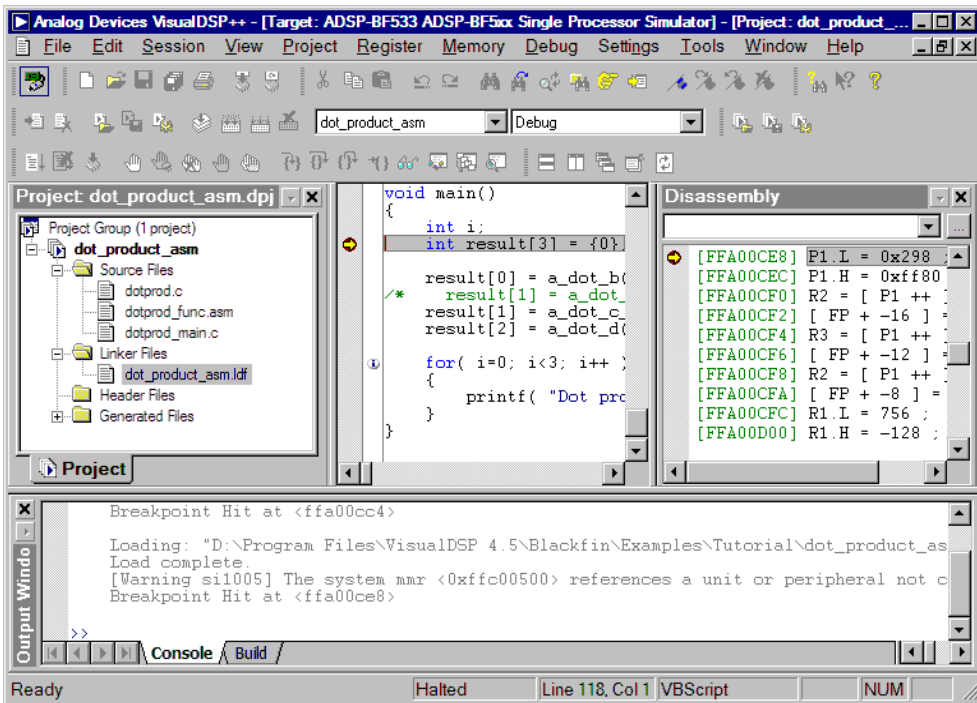 Analog Devices VisualDSP++ - [Target: ADSP-BF533 ADSP-BF5xx Single Processor Simulator] - [Project: dot_product_...
File Edit Session View Project Register Memory Debug Settings Tools Window Help
dot_product_asm Debug
Project: dot_product_asm.dpj
Project Group (1 project)
dot_product_asm
Source Files
dotprod.c
dotprod_func.asm
dotprod_main.c
Linker Files
dot_product_asm.ldf
Header Files
Generated Files
Project
void main()
{
int i;
int result[3] = {0}
result[0] = a_dot_b(
/* result[1] = a_dot_
result[1] = a_dot_c_
result[2] = a_dot_d(
for( i=0; i<3; i++ )
{
printf( "Dot pro
}
}
Disassembly
...
[FFA00CE8] P1.L = 0x298 ;
[FFA00CEC] P1.H = 0xff80
[FFA00CF0] R2 = [ P1 ++ ]
[FFA00CF2] [ FP + -16 ] =
[FFA00CF4] R3 = [ P1 ++ ]
[FFA00CF6] [ FP + -12 ] =
[FFA00CF8] R2 = [ P1 ++ ]
[FFA00CFA] [ FP + -8 ] =
[FFA00CFC] R1.L = 756 ;
[FFA00D00] R1.H = -128 ;
Output Windo
Breakpoint Hit at <ffa00cc4>
Loading: "D:\Program Files\VisualDSP 4.5\Blackfin\Examples\Tutorial\dot_product_as
Load complete.
[Warning si1005] The system mmr <0xffc00500> references a unit or peripheral not c
Breakpoint Hit at <ffa00ce8>
>>
Console Build
Ready Halted Line 118, Col 1 VBScript NUM